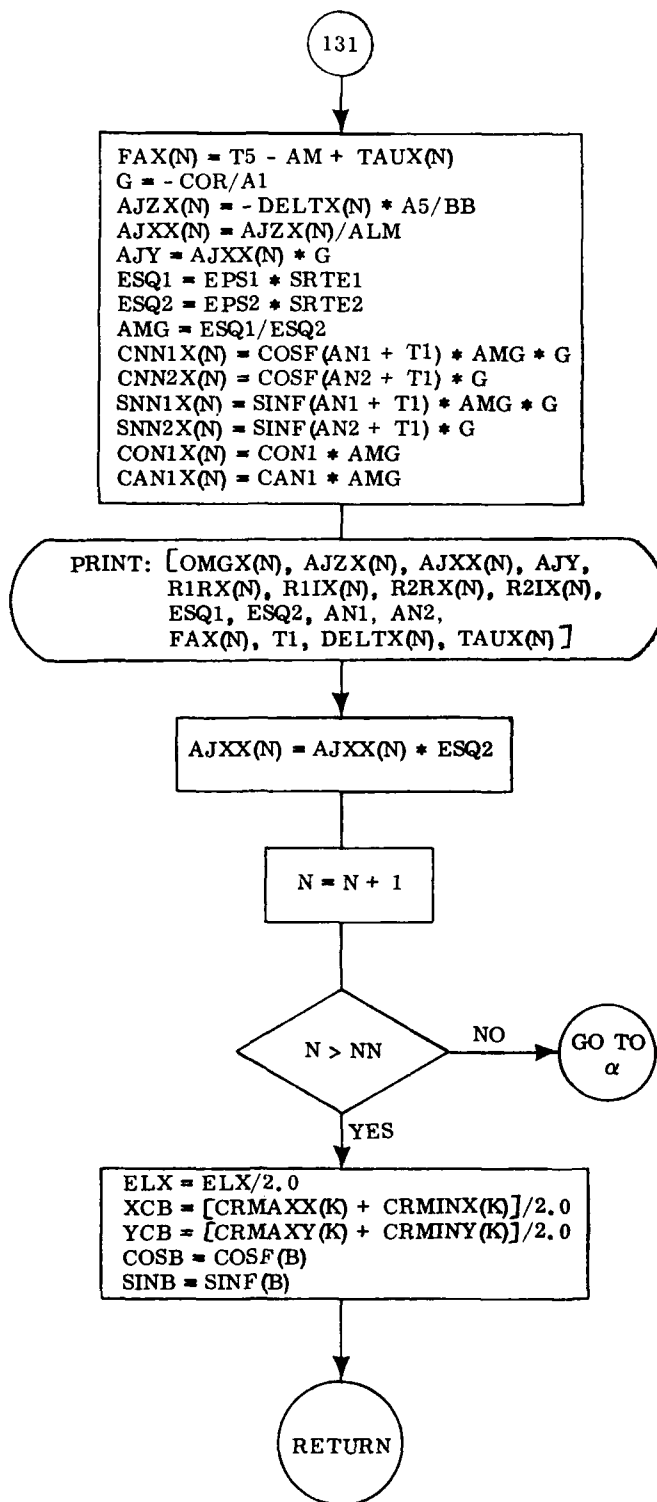 131
FAX(N) = T5 - AM + TAUX(N)
G = - COR/A1
AJZX(N) = - DELTX(N) * A5/BB
AJXX(N) = AJZX(N)/ALM
AJY = AJXX(N) * G
ESQ1 = EPS1 * SRTE1
ESQ2 = EPS2 * SRTE2
AMG = ESQ1/ESQ2
CNN1X(N) = COSF(AN1 + T1) * AMG * G
CNN2X(N) = COSF(AN2 + T1) * G
SNN1X(N) = SINF(AN1 + T1) * AMG * G
SNN2X(N) = SINF(AN2 + T1) * G
CON1X(N) = CON1 * AMG
CAN1X(N) = CAN1 * AMG
PRINT: [OMGX(N), AJZX(N), AJXX(N), AJY,
R1RX(N), R1IX(N), R2RX(N), R2IX(N),
ESQ1, ESQ2, AN1, AN2,
FAX(N), T1, DELTX(N), TAUX(N)]
AJXX(N) = AJXX(N) * ESQ2
N = N + 1
N > NN
NO
GO TO
α
YES
ELX = ELX/2.0
XCB = [CRMAXX(K) + CRMINX(K)]/2.0
YCB = [CRMAXY(K) + CRMINY(K)]/2.0
COSB = COSF(B)
SINB = SINF(B)
RETURN